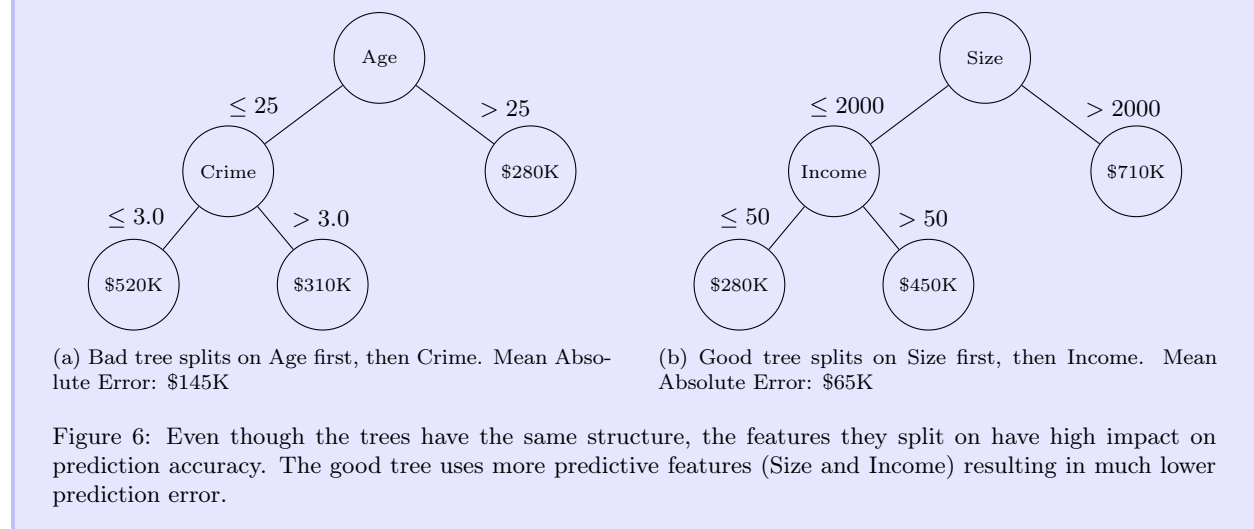 Age
≤ 25
> 25
Crime
$280K
≤ 3.0
> 3.0
$520K
$310K
(a) Bad tree splits on Age first, then Crime. Mean Abso-
lute Error: $145K
Size
≤ 2000
> 2000
Income
$710K
≤ 50
> 50
$280K
$450K
(b) Good tree splits on Size first, then Income. Mean
Absolute Error: $65K
Figure 6: Even though the trees have the same structure, the features they split on have high impact on
prediction accuracy. The good tree uses more predictive features (Size and Income) resulting in much lower
prediction error.